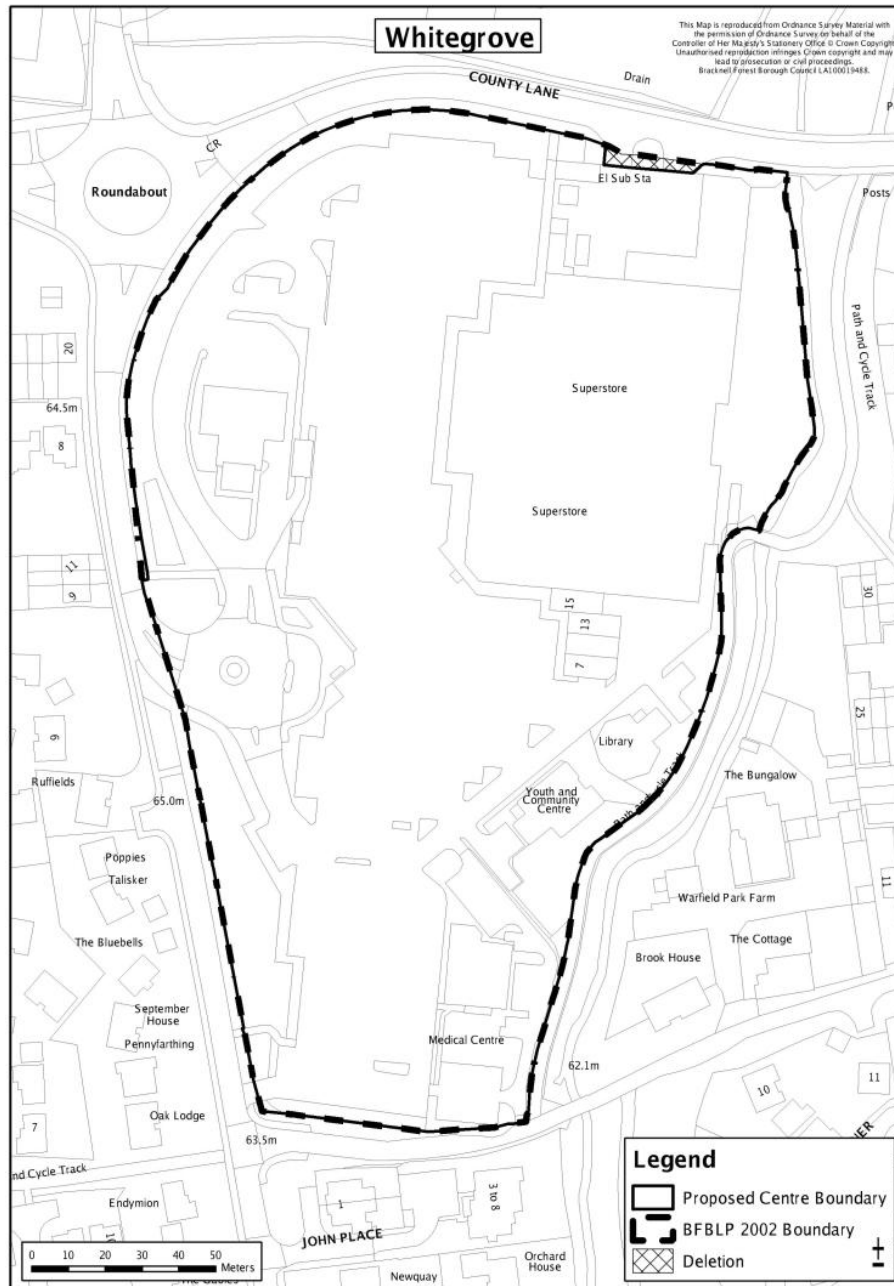 Whitegrove
This Map is reproduced from Ordnance Survey Material with
the permission of Ordnance Survey on behalf of the
Controller of Her Majesty's Stationery Office © Crown Copyright
Unauthorised reproduction infringes Crown copyright and may
lead to prosecution or civil proceedings.
Bracknell Forest Borough Council LA100019488.
COUNTY LANE
Drain
CR
Roundabout
El Sub Sta
Posts
Path and Cycle Track
20
64.5m
8
Superstore
Superstore
11
9
15
13
7
30
25
9
Ruffields
65.0m
Library
Youth and
Community
Centre
Path and Cycle Track
The Bungalow
Poppies
Talisker
The Bluebells
Warfield Park Farm
11
The Cottage
Brook House
September
House
Pennyfarthing
Medical Centre
62.1m
Oak Lodge
7
63.5m
10
11
nd Cycle Track
Endymion
1
3 to 8
JOHN PLACE
Newquay
Orchard
House
Legend
Proposed Centre Boundary
BFBLP 2002 Boundary
Deletion
0 10 20 30 40 50
Meters